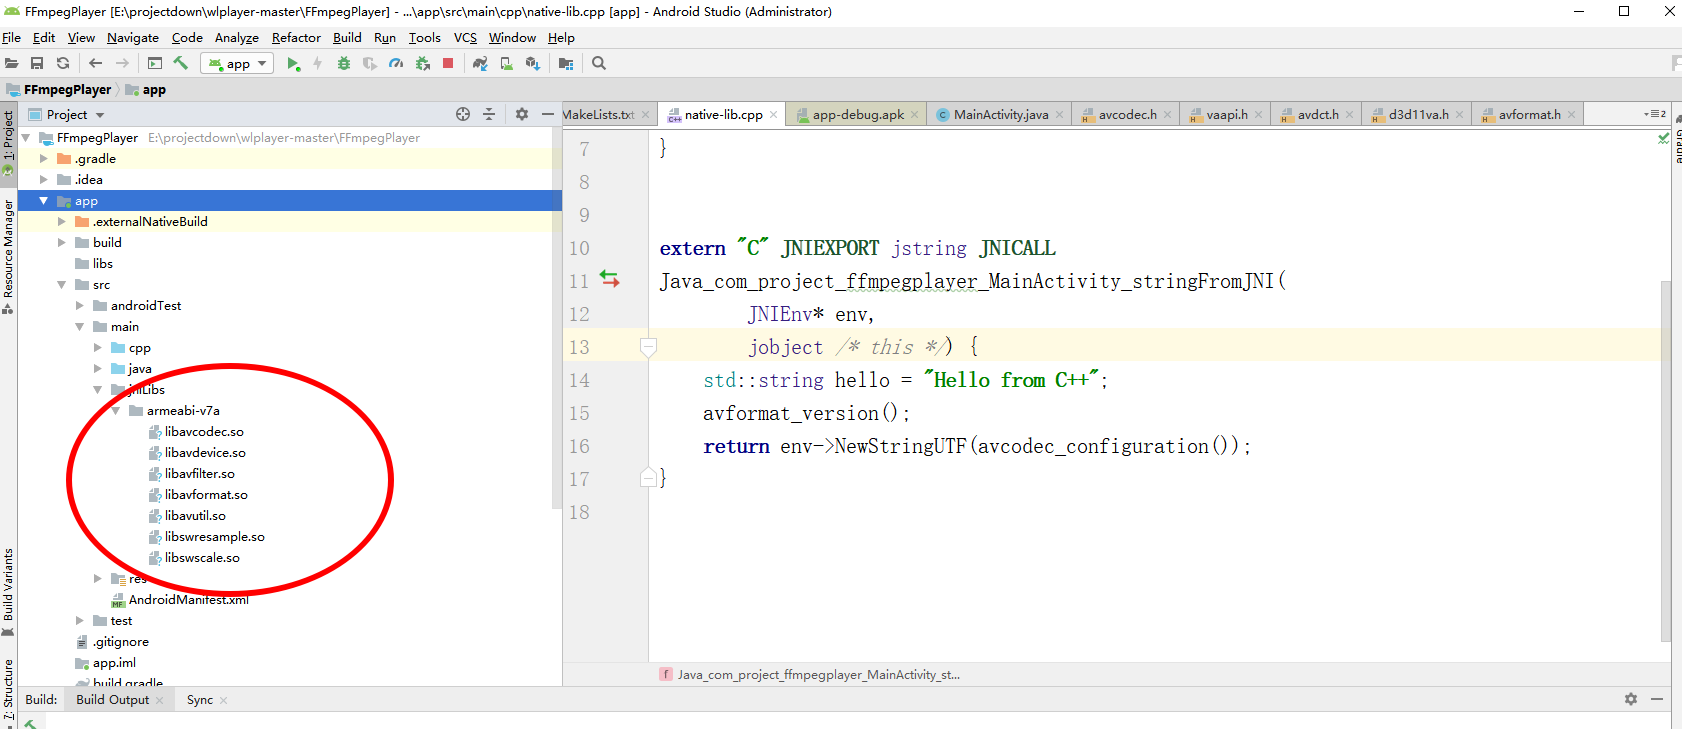 FFmpegPlayer [E:\projectdown\wlplayer-master\FFmpegPlayer] - ...\app\src\main\cpp\native-lib.cpp [app] - Android Studio (Administrator)
File Edit View Navigate Code Analyze Refactor Build Run Tools VCS Window Help
app
FFmpegPlayer app
1: Project
Resource Manager
Build Variants
7: Structure
Project
FFmpegPlayer E:\projectdown\wlplayer-master\FFmpegPlayer
.gradle
.idea
app
.externalNativeBuild
build
libs
src
androidTest
main
cpp
java
jniLibs
armeabi-v7a
libavcodec.so
libavdevice.so
libavfilter.so
libavformat.so
libavutil.so
libswresample.so
libswscale.so
res
AndroidManifest.xml
test
.gitignore
app.iml
build.gradle
MakeLists.txt native-lib.cpp app-debug.apk MainActivity.java avcodec.h vaapi.h avdct.h d3d11va.h avformat.h 2
7 }
8
9
10 extern "C" JNIEXPORT jstring JNICALL
11 Java_com_project_ffmpegplayer_MainActivity_stringFromJNI(
12 JNIEnv* env,
13 jobject /* this */) {
14 std::string hello = "Hello from C++";
15 avformat_version();
16 return env->NewStringUTF(avcodec_configuration());
17 }
18
f Java_com_project_ffmpegplayer_MainActivity_st...
Build: Build Output Sync